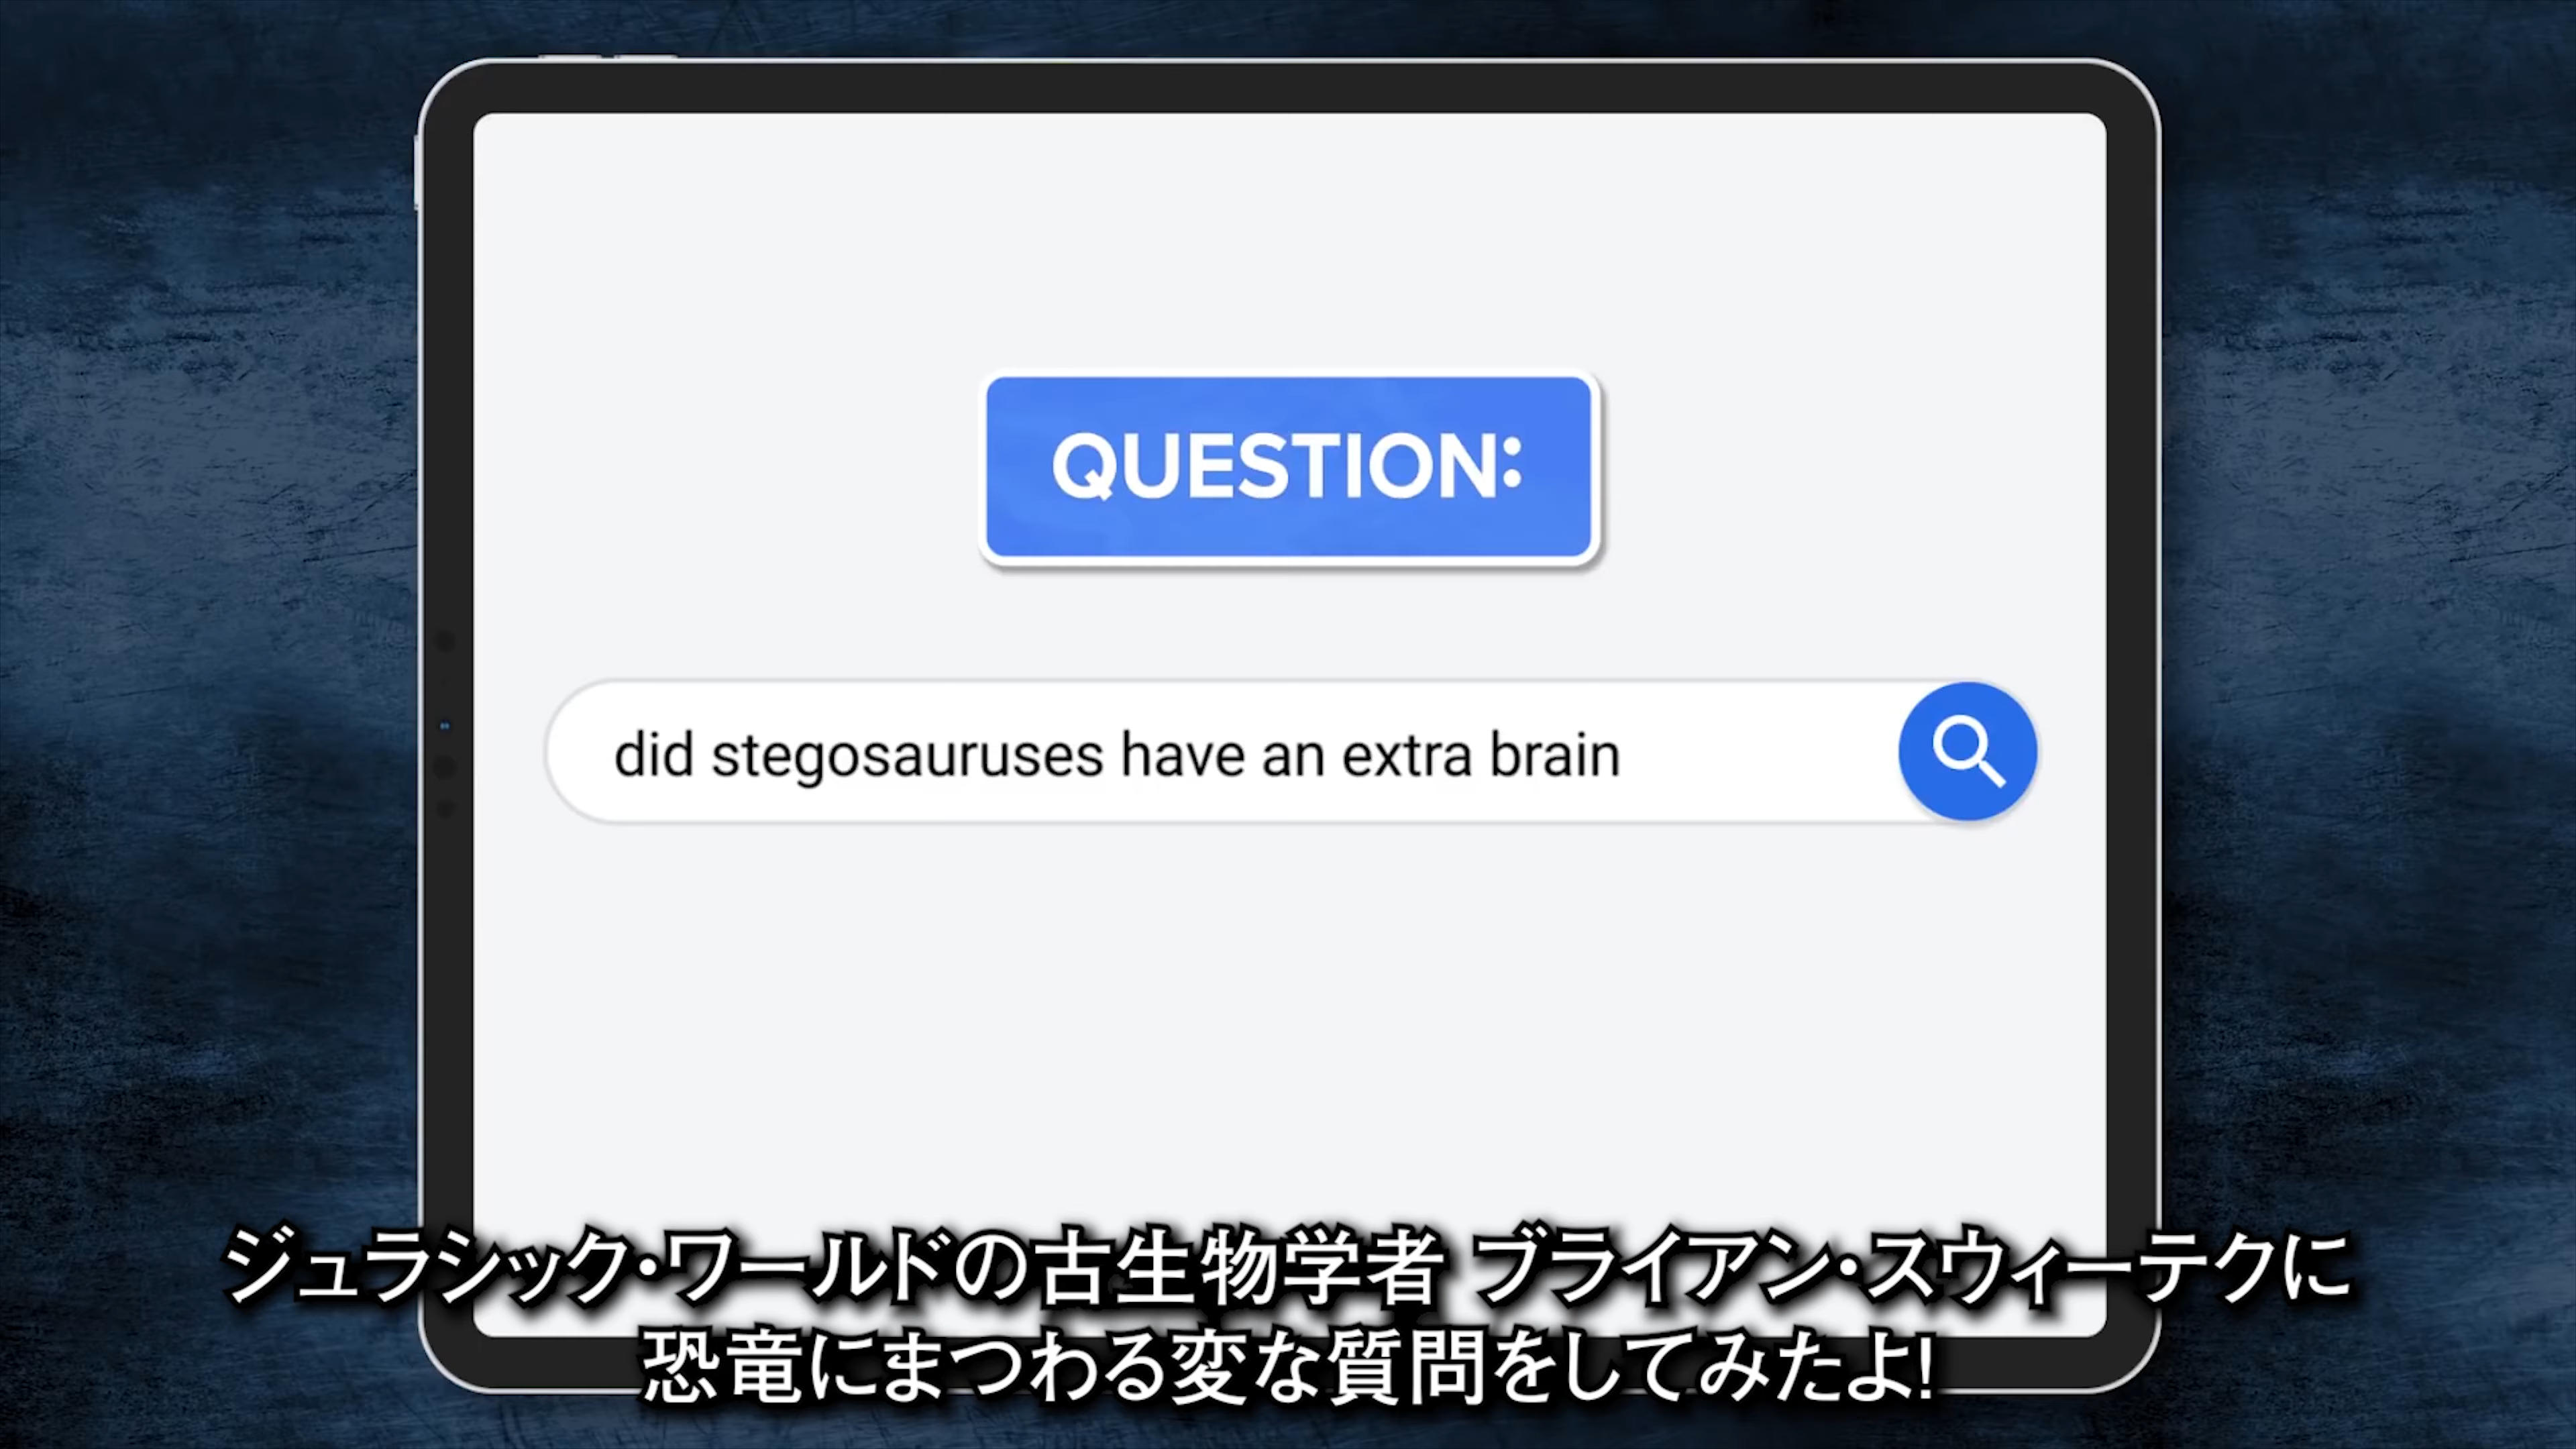 QUESTION:
did stegosauruses have an extra brain
ジュラシック・ワールドの古生物学者 ブライアン・スウィーテクに
恐竜にまつわる変な質問をしてみたよ!